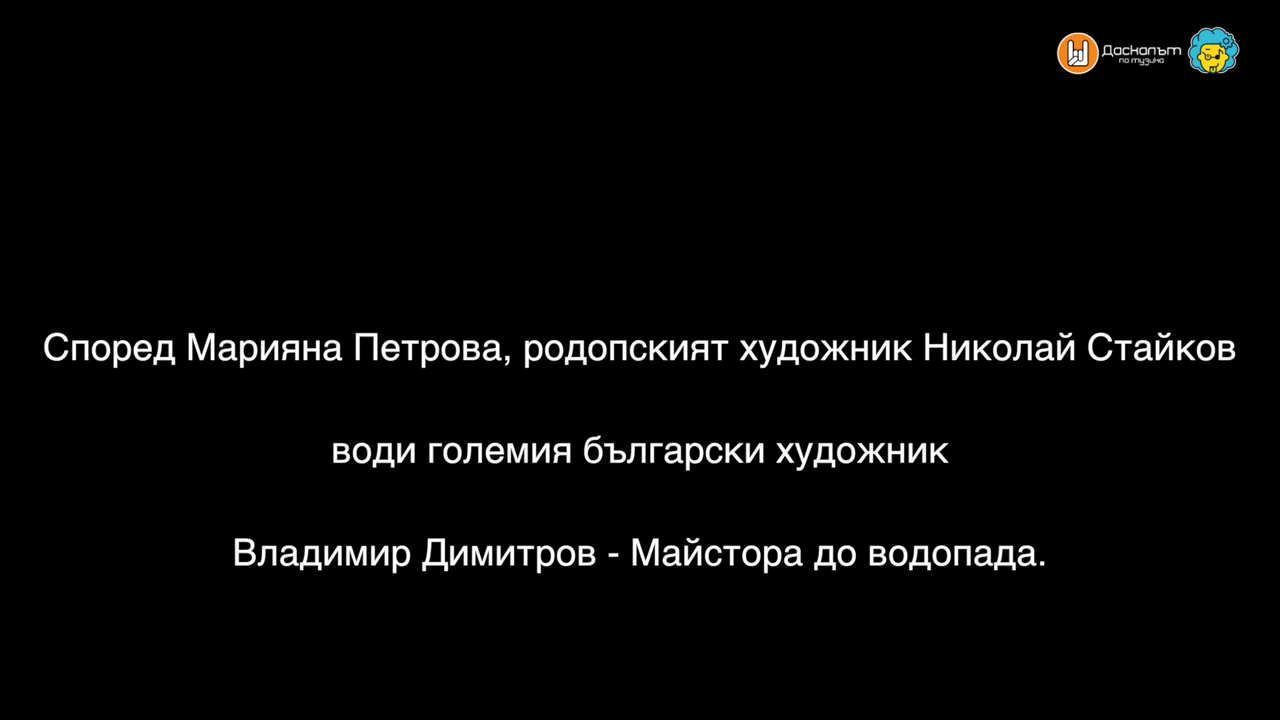 Даскалът
по музика
Според Марияна Петрова, родопският художник Николай Стайков
води големия български художник
Владимир Димитров - Майстора до водопада.